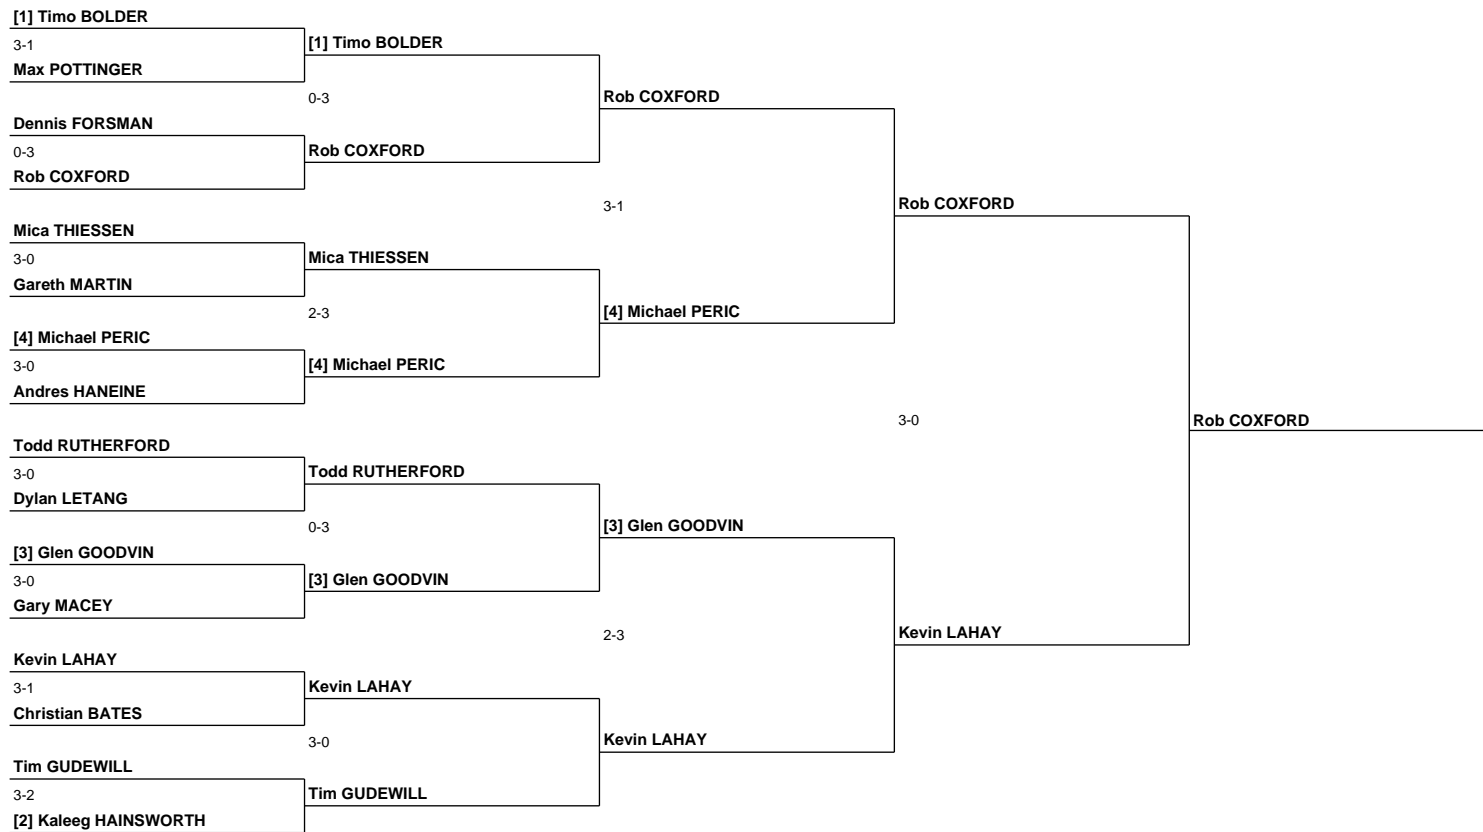 [1] Timo BOLDER
3-1
Max POTTINGER
Dennis FORSMAN
0-3
Rob COXFORD
Mica THIESSEN
3-0
Gareth MARTIN
[4] Michael PERIC
3-0
Andres HANEINE
Todd RUTHERFORD
3-0
Dylan LETANG
[3] Glen GOODVIN
3-0
Gary MACEY
Kevin LAHAY
3-1
Christian BATES
Tim GUDEWILL
3-2
[2] Kaleeg HAINSWORTH
[1] Timo BOLDER
0-3
Rob COXFORD
Mica THIESSEN
2-3
[4] Michael PERIC
Todd RUTHERFORD
0-3
[3] Glen GOODVIN
Kevin LAHAY
3-0
Tim GUDEWILL
Rob COXFORD
3-1
[4] Michael PERIC
[3] Glen GOODVIN
2-3
Kevin LAHAY
Rob COXFORD
3-0
Kevin LAHAY
Rob COXFORD